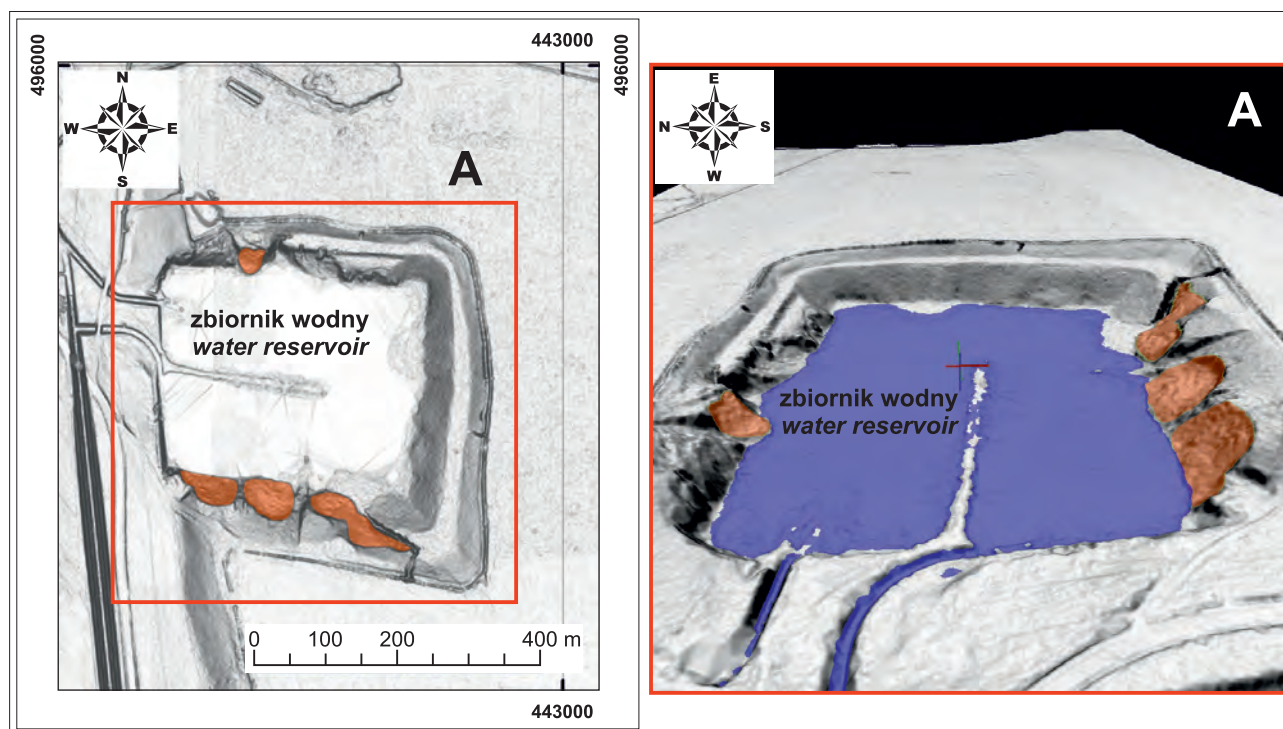 443000
496000
496000
N
W E
S
A
zbiornik wodny
water reservoir
0 100 200 400 m
443000
E
N S
W
A
zbiornik wodny
water reservoir